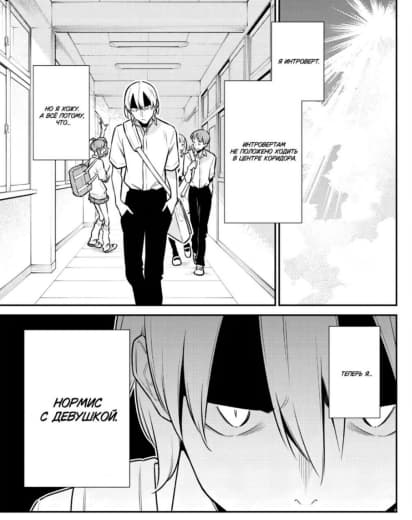 Я ИНТРОВЕРТ.
ИНТРОВЕРТАМ
НЕ ПОЛОЖЕНО ХОДИТЬ
В ЦЕНТРЕ КОРИДОРА.
НО Я ХОЖУ.
А ВСЁ ПОТОМУ,
ЧТО...
ТЕПЕРЬ Я...
НОРМИС
С ДЕВУШКОЙ.